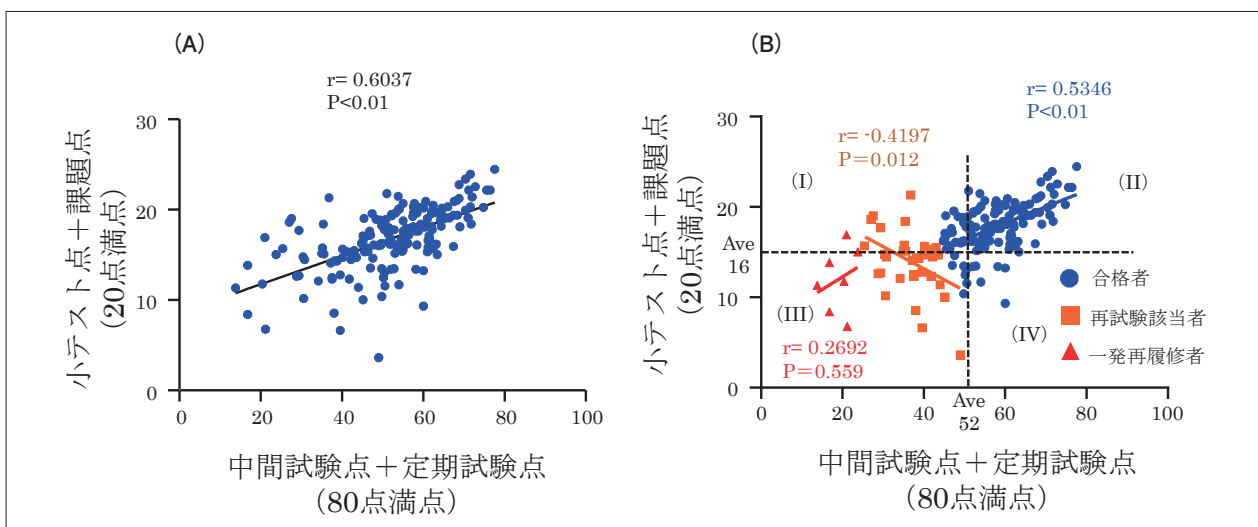 (A)
r= 0.6037
P<0.01
小テスト点＋課題点
（20点満点）
30
20
10
0
0
20
40
60
80
100
中間試験点＋定期試験点
（80点満点）
(B)
r= 0.5346
P<0.01
r= -0.4197
P＝0.012
(I)
(II)
小テスト点＋課題点
（20点満点）
30
20
Ave
16
10
0
(III)
(IV)
r= 0.2692
P＝0.559
合格者
再試験該当者
一発再履修者
0
20
40
Ave
52
60
80
100
中間試験点＋定期試験点
（80点満点）